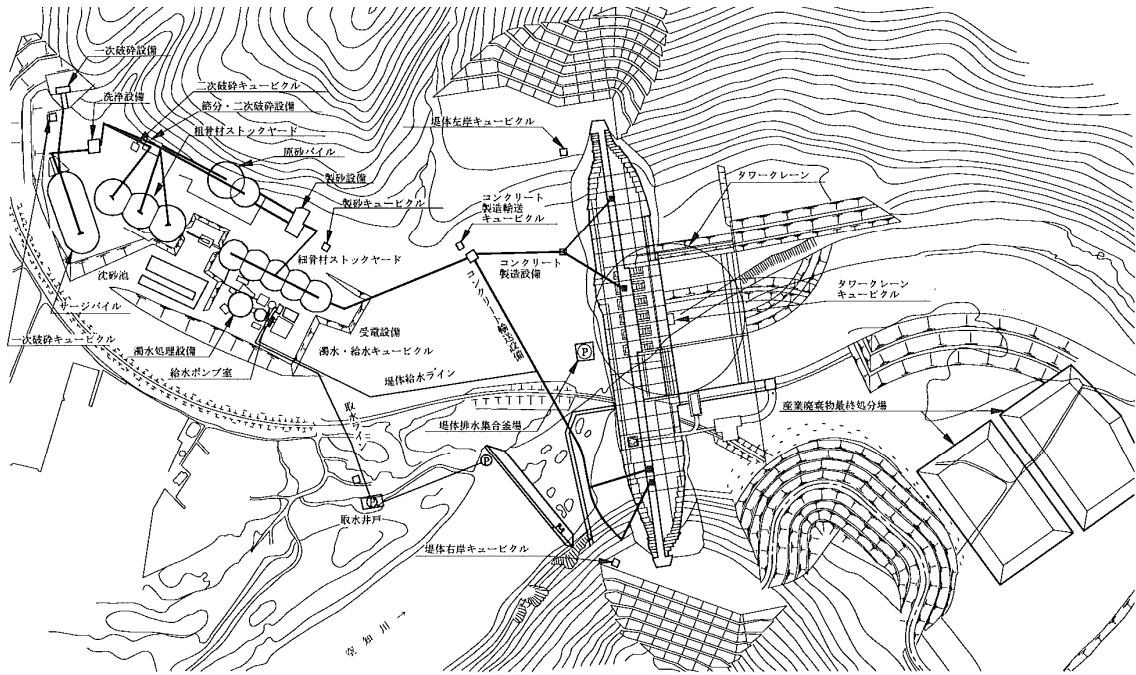 一次破砕設備
洗浄設備
二次破砕キュービクル
篩分・二次破砕設備
粗骨材ストックヤード
原砂パイル
製砂設備
製砂キュービクル
堤体左岸キュービクル
コンクリート
製造輸送
キュービクル
タワークレーン
細骨材ストックヤード
コンクリート
製造設備
沈砂池
サージパイル
一次破砕キュービクル
コンクリート輸送設備
タワークレーン
キュービクル
受電設備
濁水処理設備
濁水・給水キュービクル
給水ポンプ室
堤体給水ライン
取水ライン
P
堤体排水集合釜場
産業廃棄物最終処分場
P
P
取水井戸
堤体右岸キュービクル
空知川→